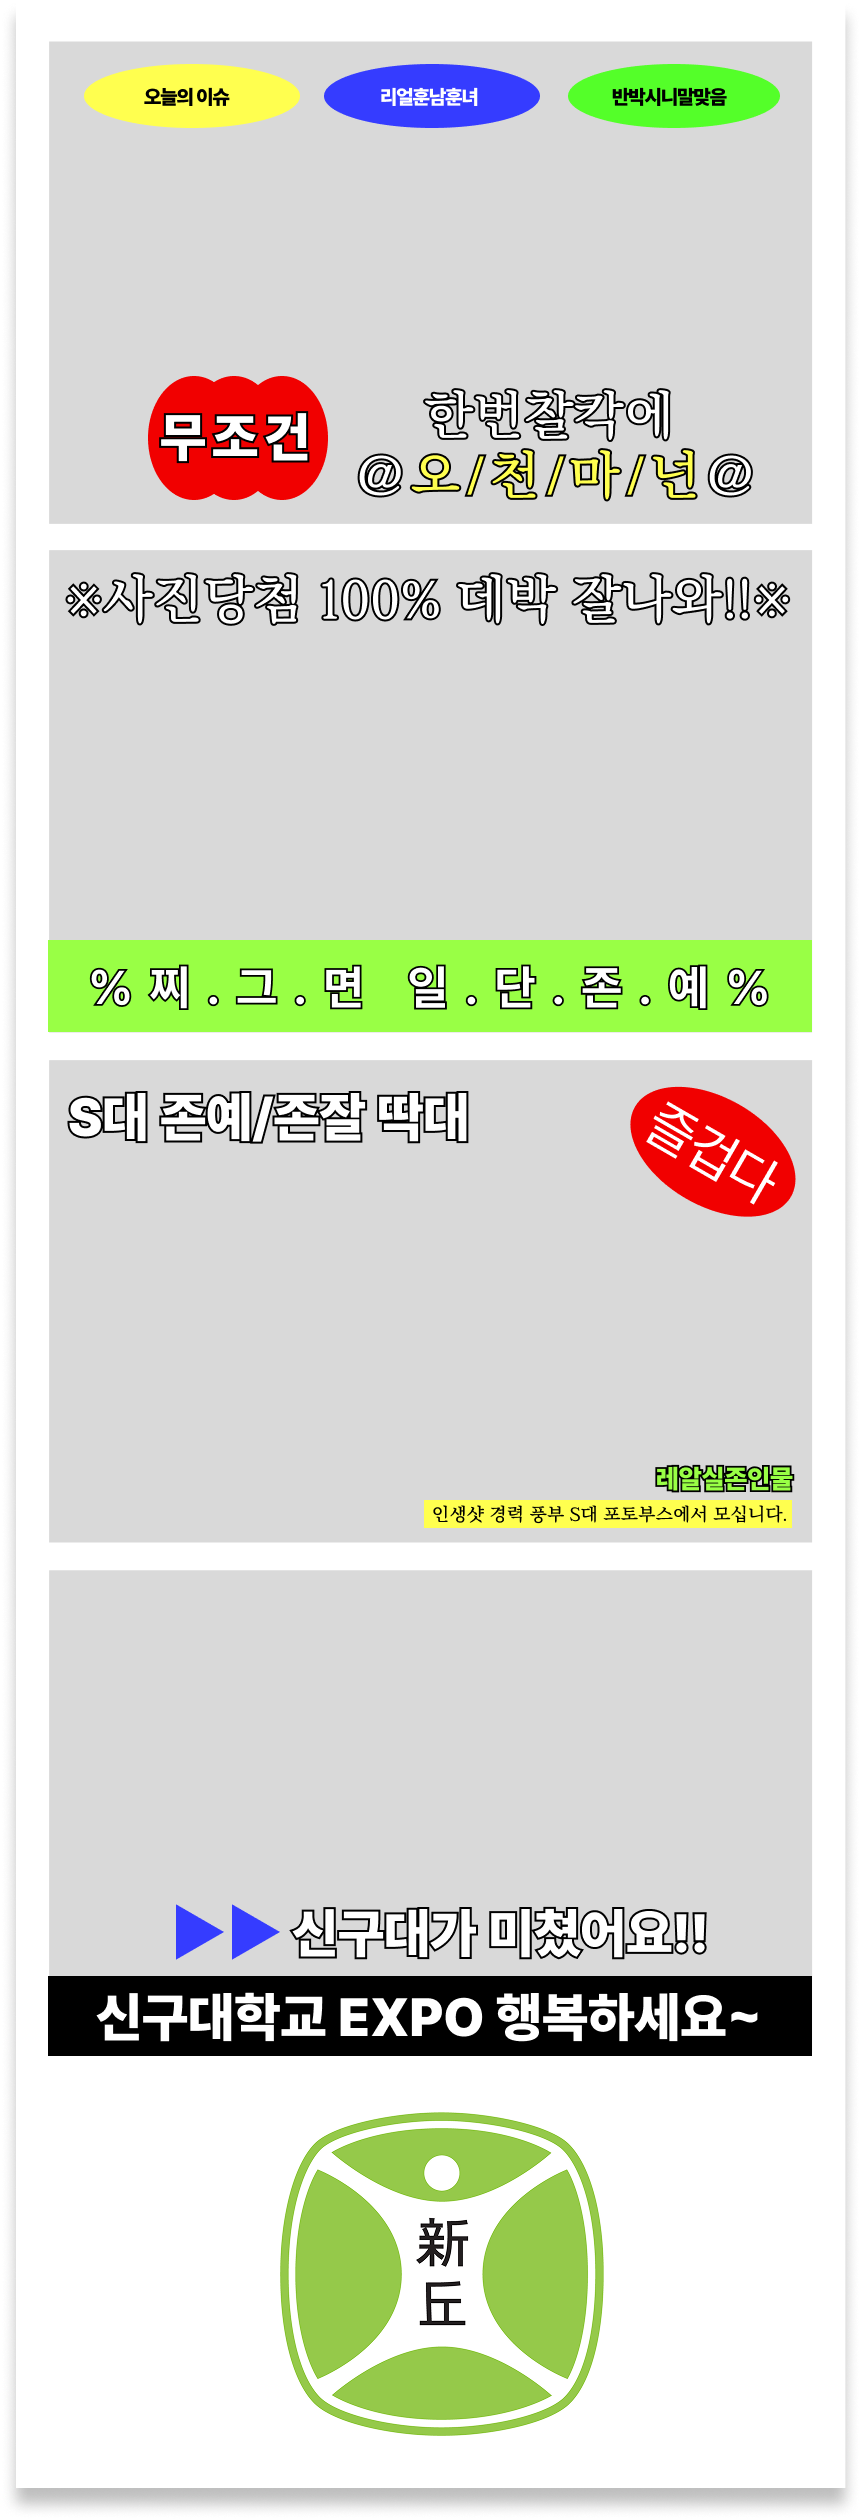 오늘의 이슈
리얼훈남훈녀
반박시니말맞음
무조건
한번찰칵에
@오/천/마/넌@
※사진당첨 100% 데박 잘나와!!※
% 찌.그.면 일.단.존.예 %
S대 존예/존잘 딱대
즐겁다
레알실존인물
인생샷 경력 풍부 S대 포토부스에서 모십니다.
신구대가 미쳤어요!!
신구대학교 EXPO 행복하세요~
新
丘